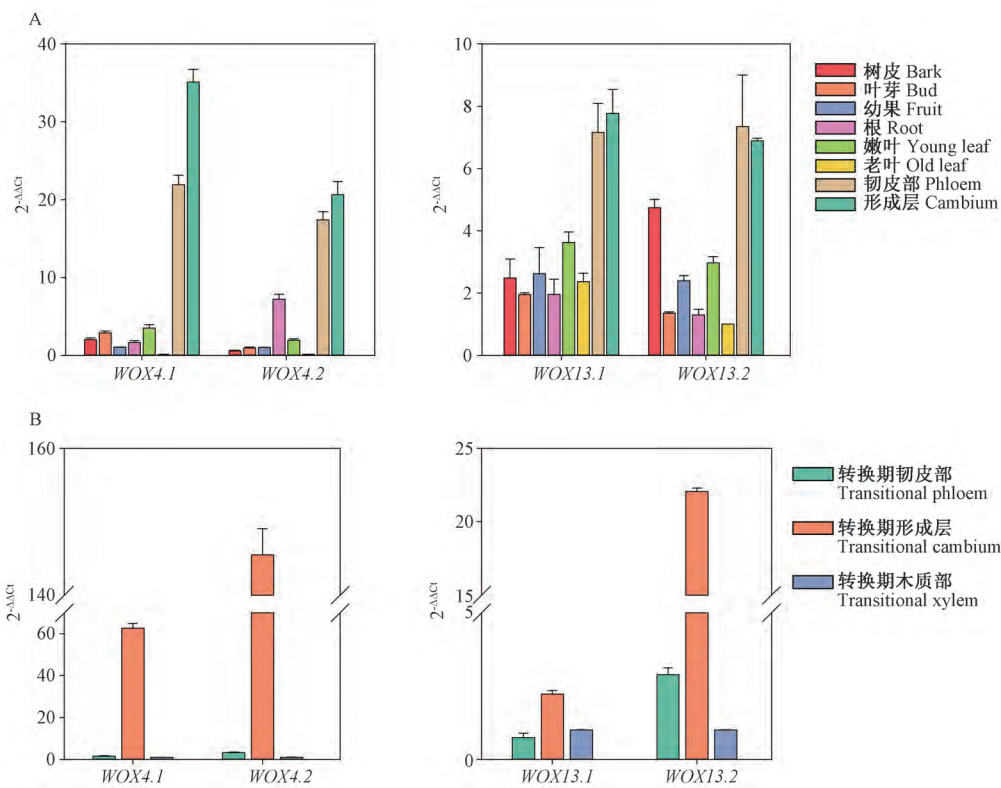 A
40
30
20
10
0
2-ΔΔCt
WOX4.1
WOX4.2
10
8
6
4
2
0
2-ΔΔCt
WOX13.1
WOX13.2
树皮 Bark
叶芽 Bud
幼果 Fruit
根 Root
嫩叶 Young leaf
老叶 Old leaf
韧皮部 Phloem
形成层 Cambium
B
160
140
60
40
20
0
2-ΔΔCt
WOX4.1
WOX4.2
25
20
15
5
0
2-ΔΔCt
WOX13.1
WOX13.2
转换期韧皮部
Transitional phloem
转换期形成层
Transitional cambium
转换期木质部
Transitional xylem